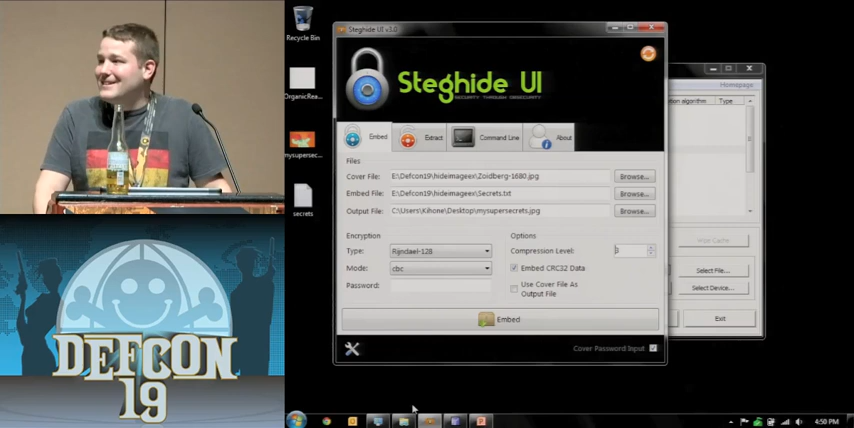 Recycle Bin
OrganicRea...
mysupersec...
secrets
Steghide UI v3.0
Steghide UI
SECURITY THROUGH OBSCURITY
Embed
Extract
Command Line
About
Files
Cover File: E:\Defcon19\hideimageex\Zoidberg-1680.jpg Browse...
Embed File: E:\Defcon19\hideimageex\Secrets.txt Browse...
Output File: C:\Users\Kihone\Desktop\mysupersecrets.jpg Browse...
Encryption
Type: Rijndael-128
Mode: cbc
Password:
Options
Compression Level: 3
Embed CRC32 Data
Use Cover File As
Output File
Embed
Cover Password Input
Homepage
algorithm Type
Wipe Cache
Select File...
Select Device...
Exit
4:50 PM
DEFCON
19